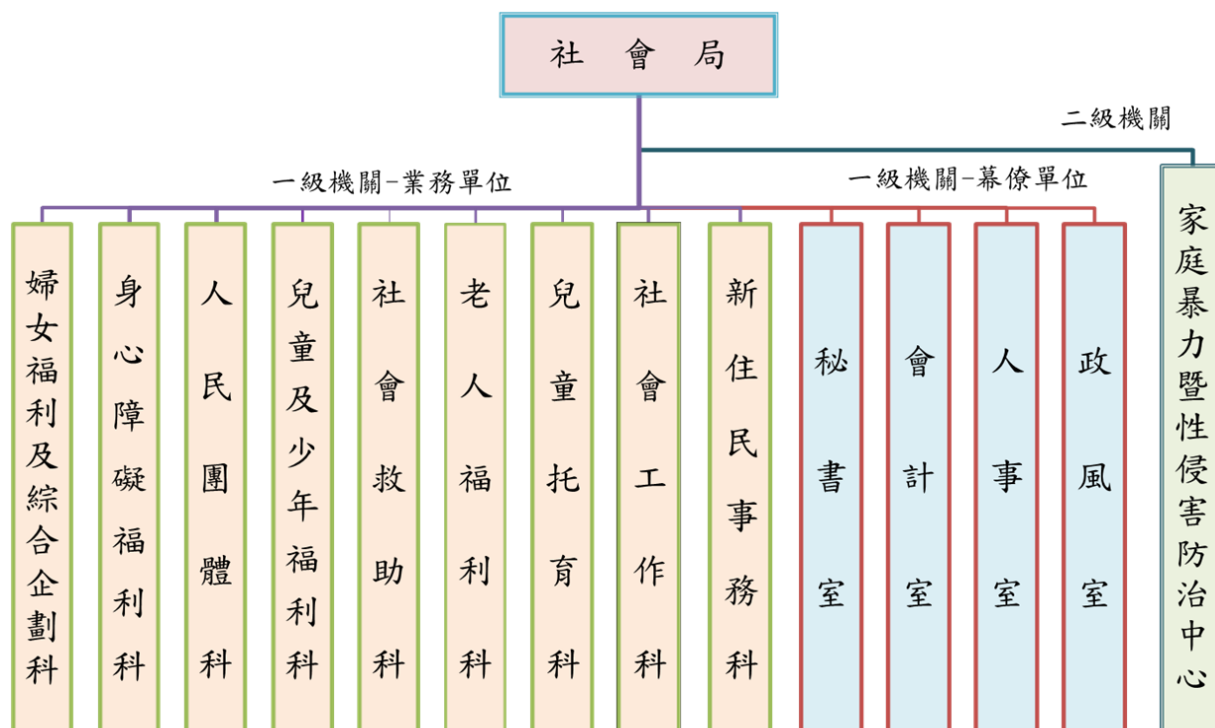 社會局
二級機關
一級機關-業務單位
一級機關-幕僚單位
婦女福利及綜合企劃科
身心障礙福利科
人民團體科
兒童及少年福利科
社會救助科
老人福利科
兒童托育科
社會工作科
新住民事務科
秘書室
會計室
人事室
政風室
家庭暴力暨性侵害防治中心